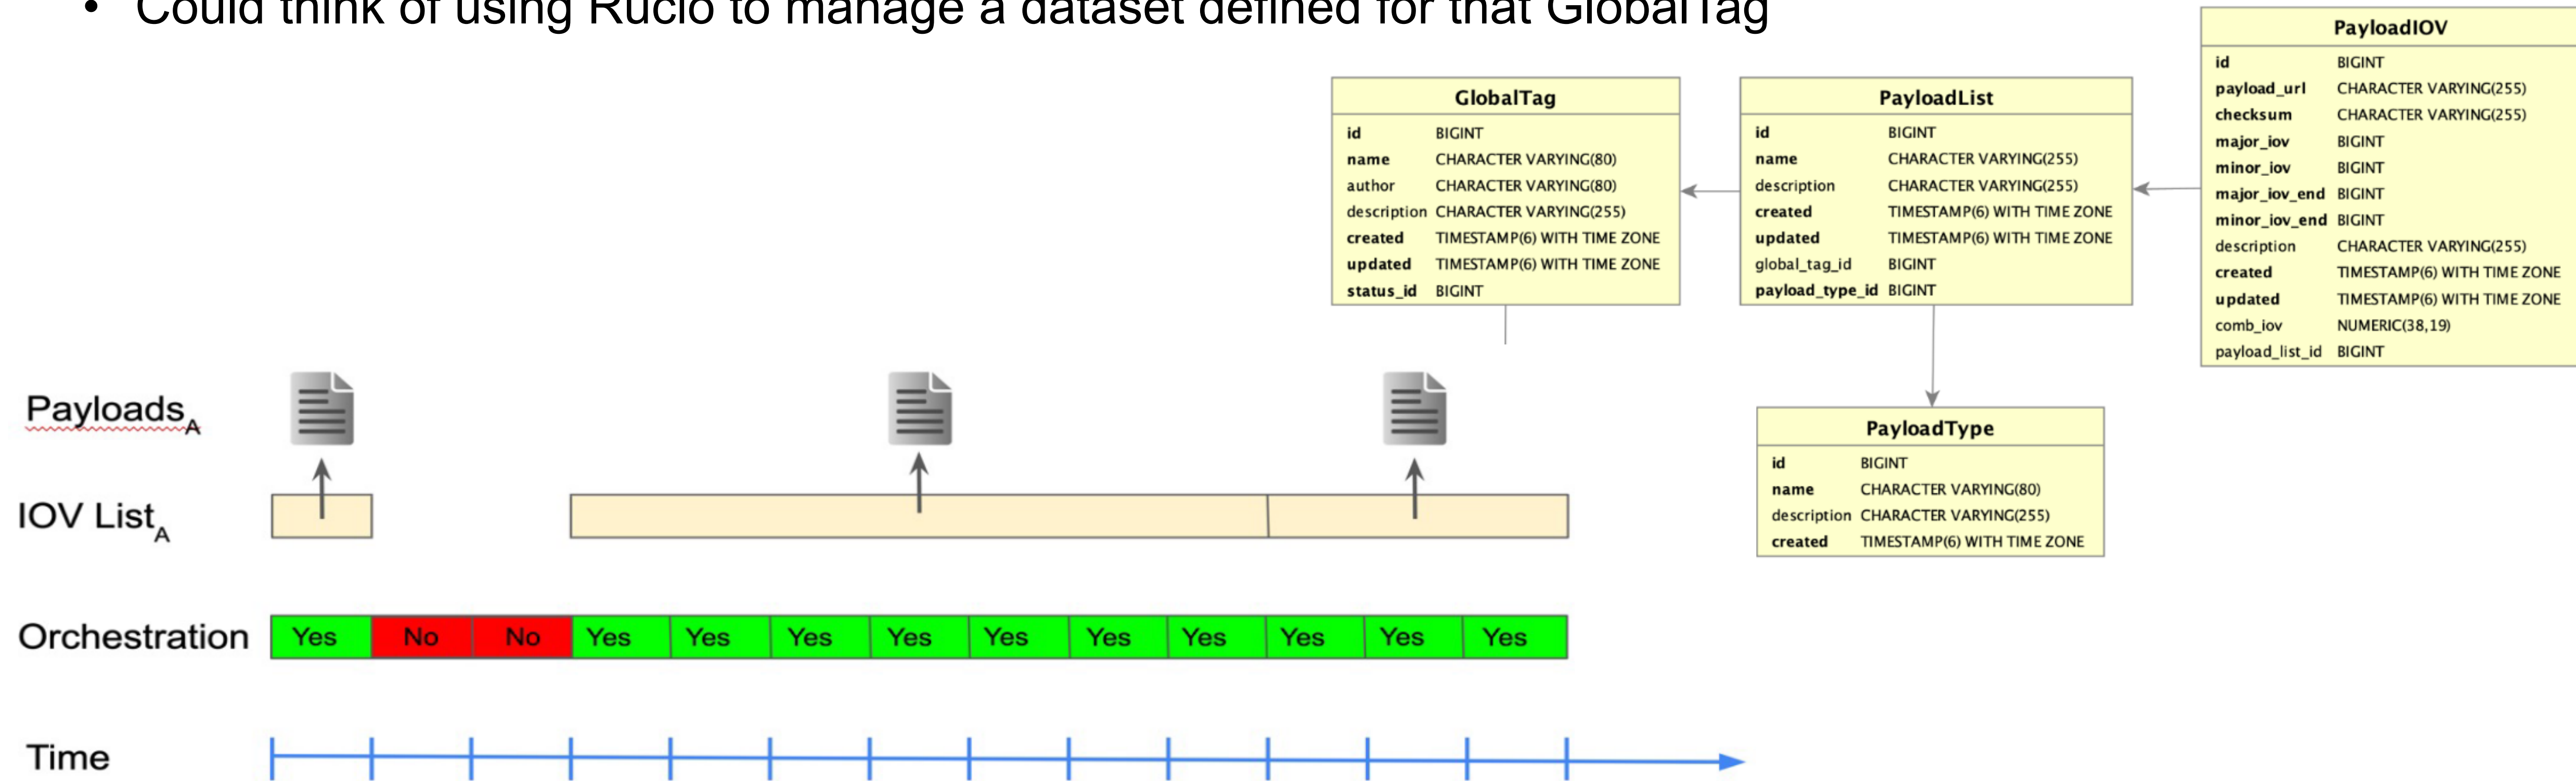 • Could think of using Rucio to manage a dataset defined for that GlobalTag
PayloadIOV
id BIGINT
payload_url CHARACTER VARYING(255)
checksum CHARACTER VARYING(255)
major_iov BIGINT
minor_iov BIGINT
major_iov_end BIGINT
minor_iov_end BIGINT
description CHARACTER VARYING(255)
created TIMESTAMP(6) WITH TIME ZONE
updated TIMESTAMP(6) WITH TIME ZONE
comb_iov NUMERIC(38,19)
payload_list_id BIGINT
GlobalTag
id BIGINT
name CHARACTER VARYING(80)
author CHARACTER VARYING(80)
description CHARACTER VARYING(255)
created TIMESTAMP(6) WITH TIME ZONE
updated TIMESTAMP(6) WITH TIME ZONE
status_id BIGINT
PayloadList
id BIGINT
name CHARACTER VARYING(255)
description CHARACTER VARYING(255)
created TIMESTAMP(6) WITH TIME ZONE
updated TIMESTAMP(6) WITH TIME ZONE
global_tag_id BIGINT
payload_type_id BIGINT
PayloadType
id BIGINT
name CHARACTER VARYING(80)
description CHARACTER VARYING(255)
created TIMESTAMP(6) WITH TIME ZONE
Payloads A
IOV List A
Orchestration Yes No No Yes Yes Yes Yes Yes Yes Yes Yes Yes Yes
Time